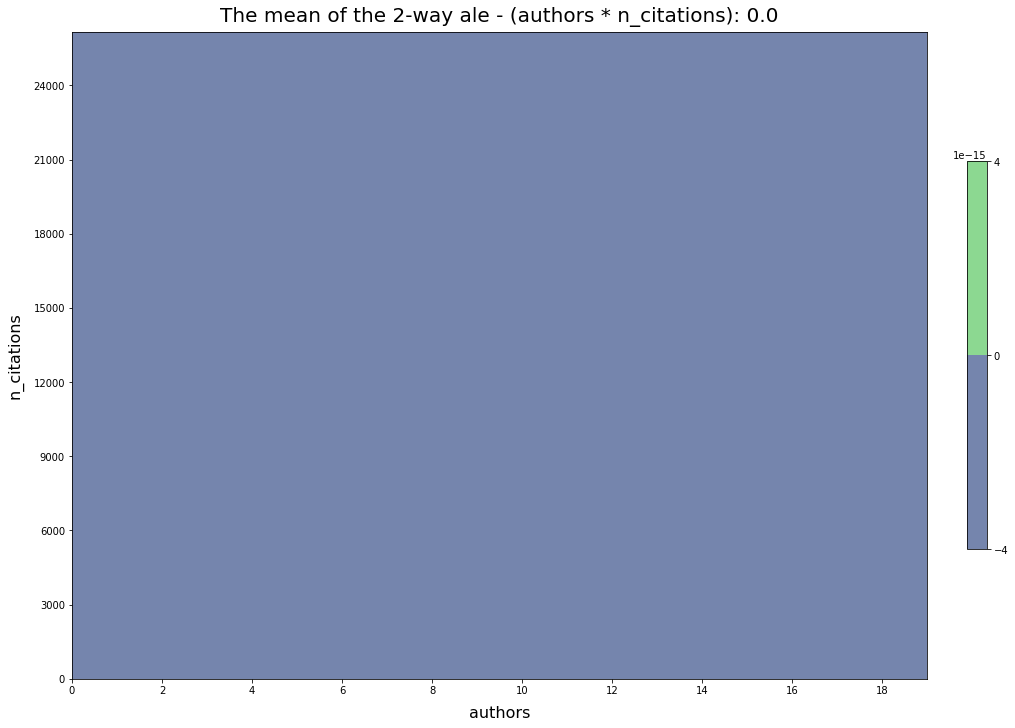 The mean of the 2-way ale - (authors * n_citations): 0.0
24000
21000
18000
15000
12000
9000
6000
3000
0
n_citations
0 2 4 6 8 10 12 14 16 18
authors
1e−15
4
0
−4